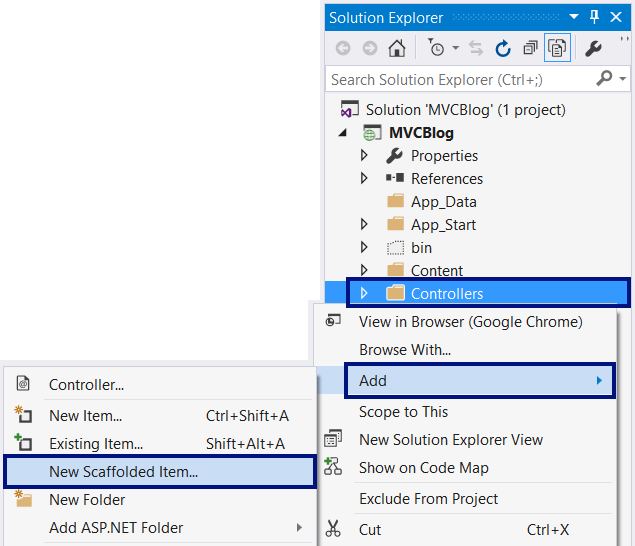 Solution Explorer
Search Solution Explorer (Ctrl+;)
Solution 'MVCBlog' (1 project)
MVCBlog
Properties
References
App_Data
App_Start
bin
Content
Controllers
View in Browser (Google Chrome)
Browse With...
Add
Scope to This
New Solution Explorer View
Show on Code Map
Exclude From Project
Cut Ctrl+X
Controller...
New Item... Ctrl+Shift+A
Existing Item... Shift+Alt+A
New Scaffolded Item...
New Folder
Add ASP.NET Folder